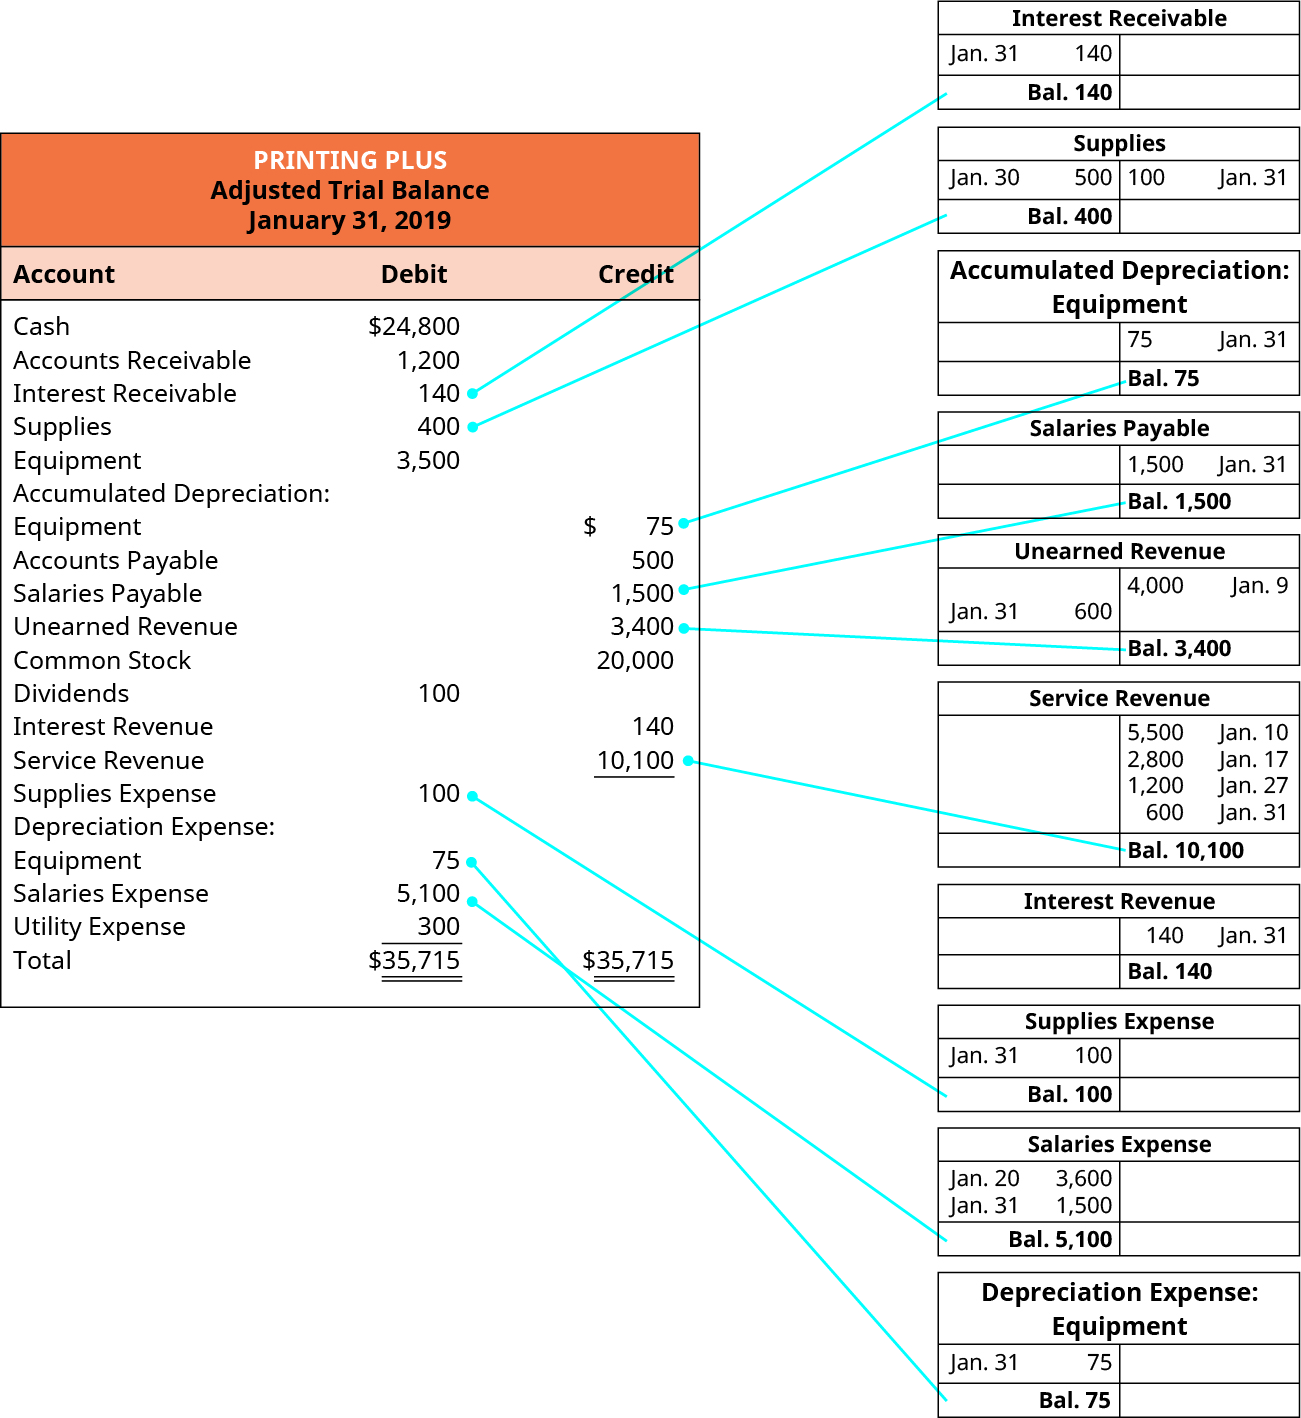 PRINTING PLUS
Adjusted Trial Balance
January 31, 2019
Account Debit Credit
Cash $24,800
Accounts Receivable 1,200
Interest Receivable 140
Supplies 400
Equipment 3,500
Accumulated Depreciation:
Equipment $ 75
Accounts Payable 500
Salaries Payable 1,500
Unearned Revenue 3,400
Common Stock 20,000
Dividends 100
Interest Revenue 140
Service Revenue 10,100
Supplies Expense 100
Depreciation Expense:
Equipment 75
Salaries Expense 5,100
Utility Expense 300
Total $35,715 $35,715
Interest Receivable
Jan. 31 140
Bal. 140
Supplies
Jan. 30 500 100 Jan. 31
Bal. 400
Accumulated Depreciation:
Equipment
75 Jan. 31
Bal. 75
Salaries Payable
1,500 Jan. 31
Bal. 1,500
Unearned Revenue
4,000 Jan. 9
Jan. 31 600
Bal. 3,400
Service Revenue
5,500 Jan. 10
2,800 Jan. 17
1,200 Jan. 27
600 Jan. 31
Bal. 10,100
Interest Revenue
140 Jan. 31
Bal. 140
Supplies Expense
Jan. 31 100
Bal. 100
Salaries Expense
Jan. 20 3,600
Jan. 31 1,500
Bal. 5,100
Depreciation Expense:
Equipment
Jan. 31 75
Bal. 75